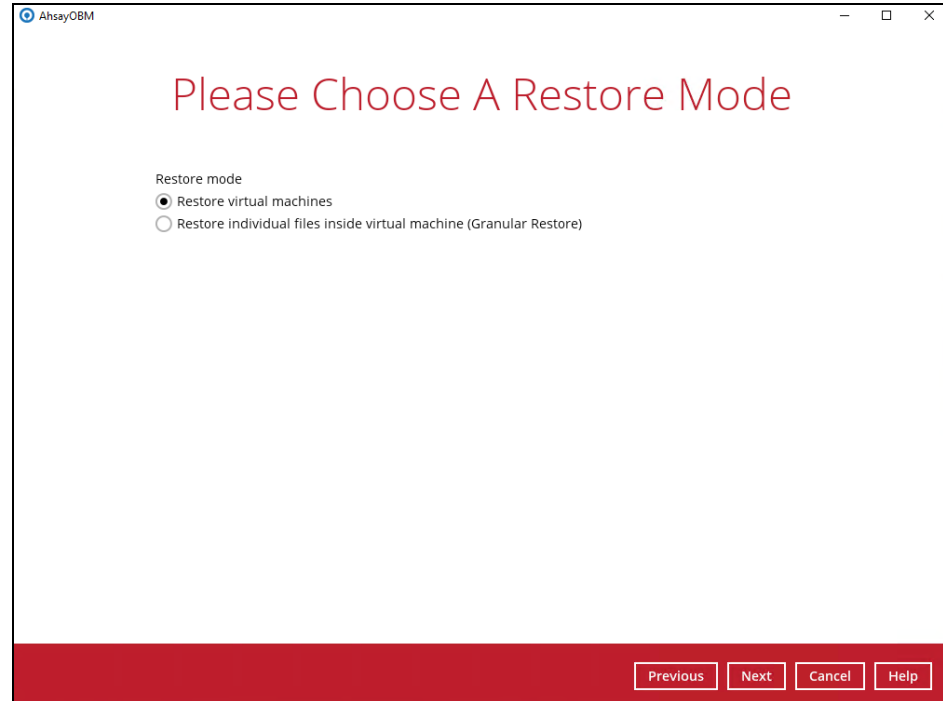 AhsayOBM
Please Choose A Restore Mode
Restore mode
Restore virtual machines
Restore individual files inside virtual machine (Granular Restore)
Previous Next Cancel Help